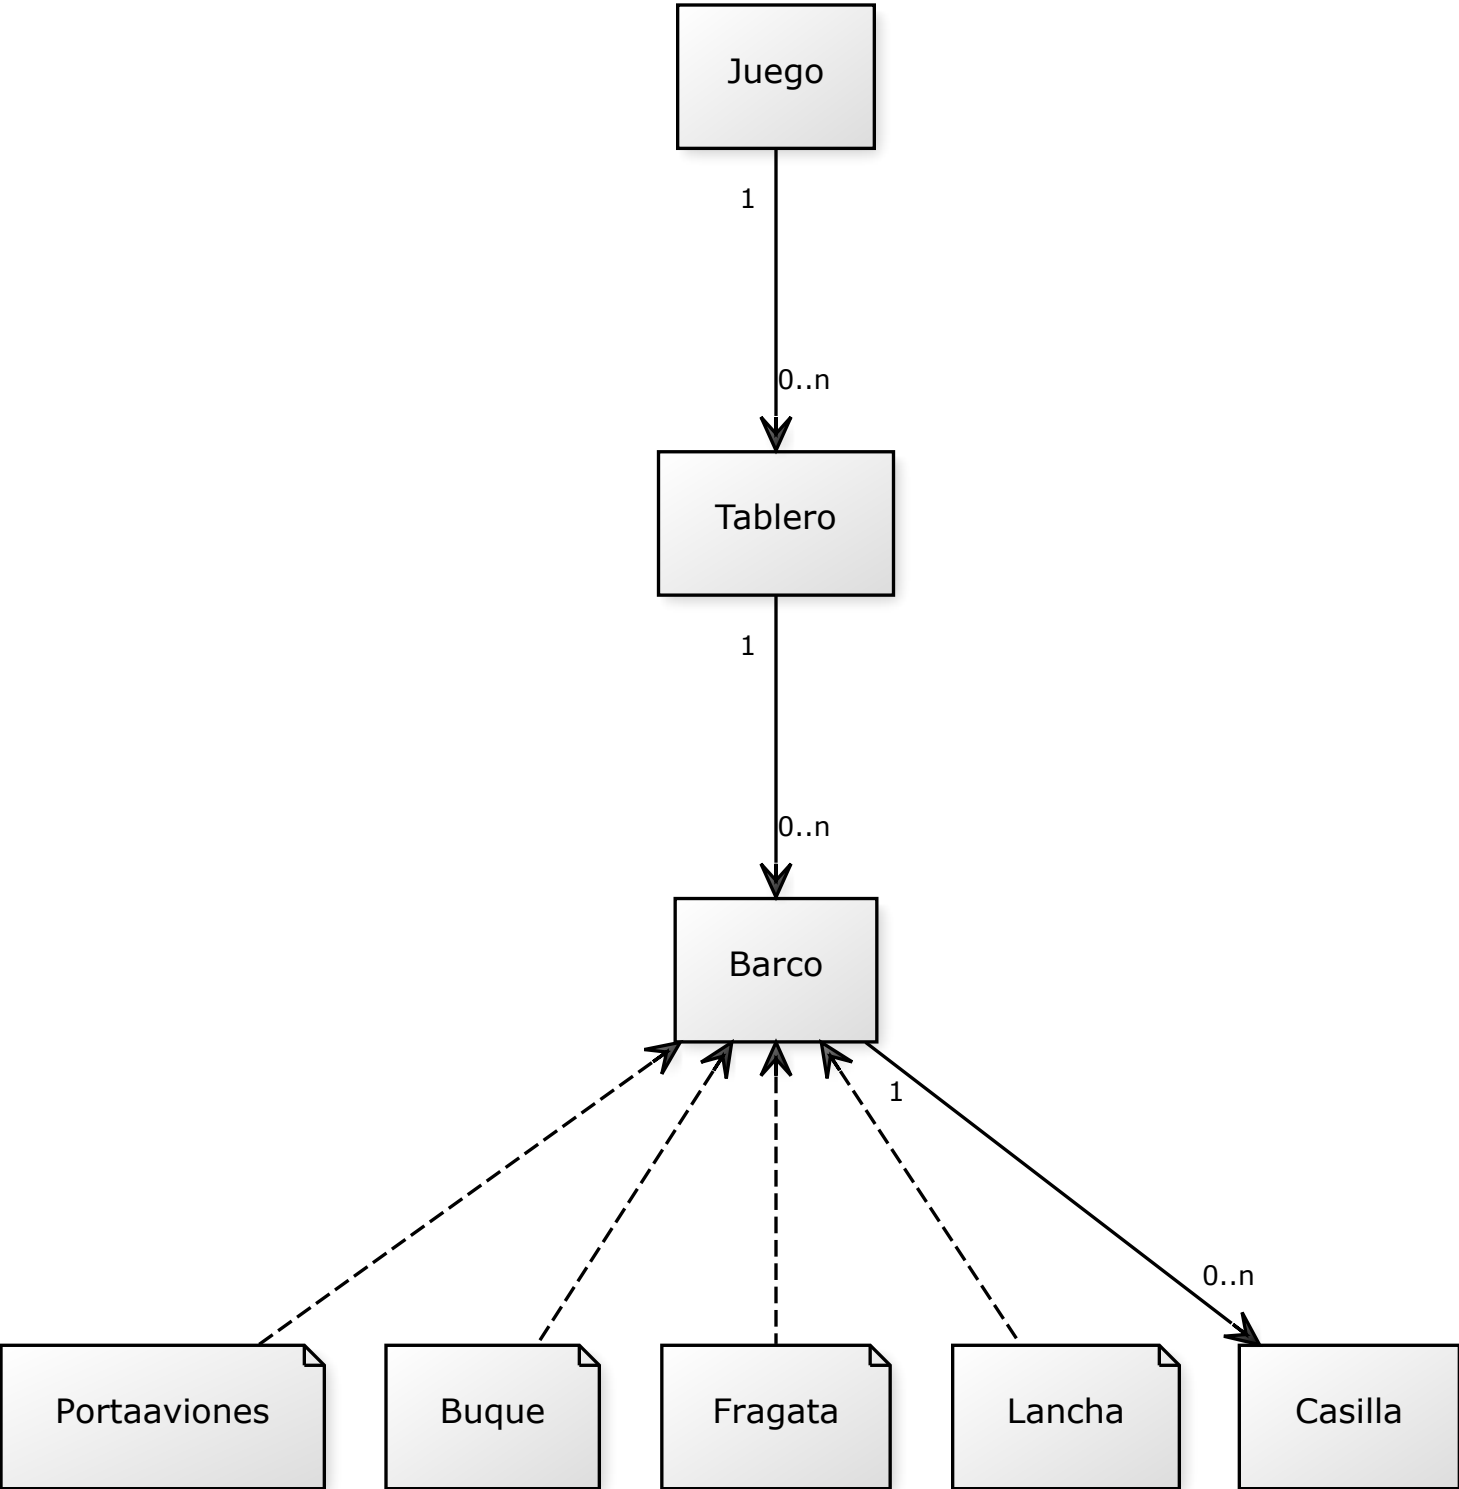 Juego
1
0..n
Tablero
1
0..n
Barco
1
0..n
Portaaviones
Buque
Fragata
Lancha
Casilla